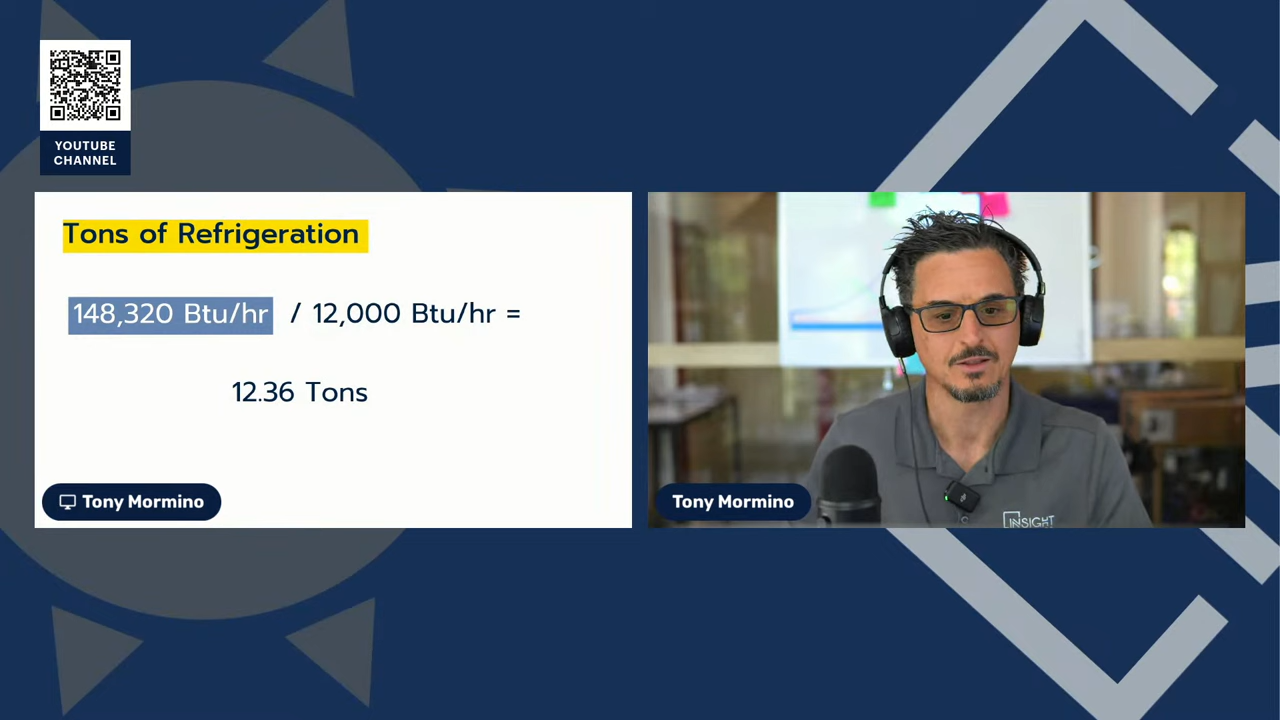 YOUTUBE
CHANNEL
Tons of Refrigeration
148,320 Btu/hr / 12,000 Btu/hr =
12.36 Tons
Tony Mormino
Tony Mormino
INSIGHT